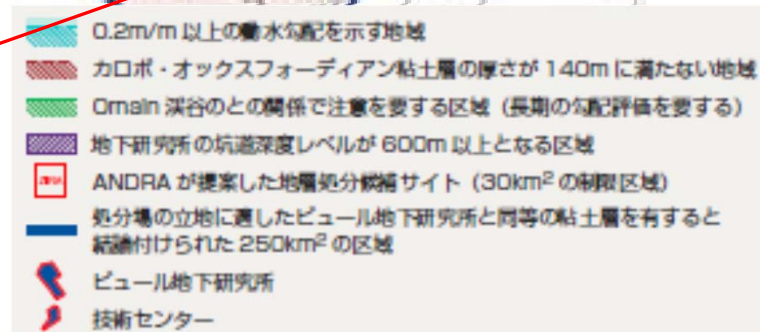 0.2m/m 以上の動水勾配を示す地域
カロボ・オックスフォーディアン粘土層の厚さが 140m に満たない地域
Ornain 渓谷のとの関係で注意を要する区域（長期の勾配評価を要する）
地下研究所の坑道深度レベルが 600m 以上となる区域
ANDRA が提案した地層処分候補サイト（30km² の制限区域）
処分場の立地に適したビュール地下研究所と同等の粘土層を有すると
結論付けられた 250km² の区域
ビュール地下研究所
技術センター